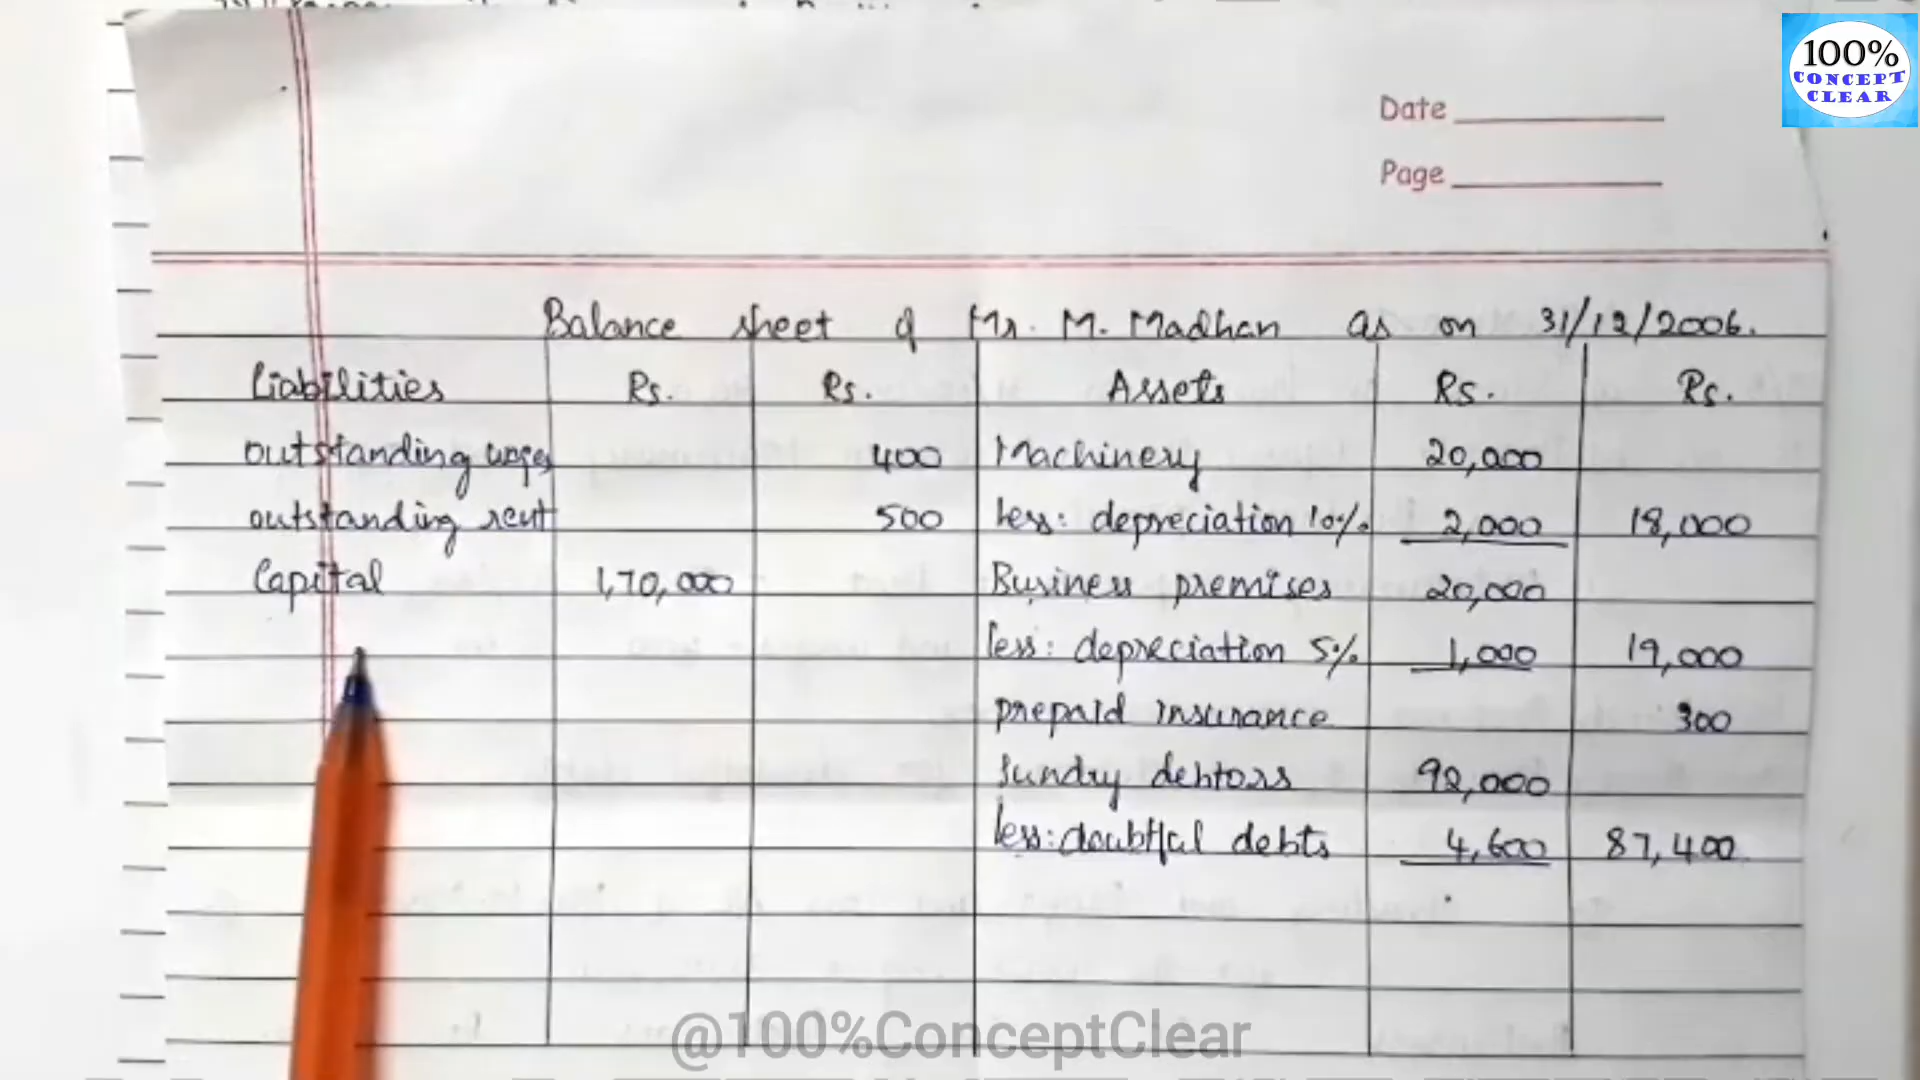 100%
CONCEPT
CLEAR
Date
Page
Balance sheet of Mr. M. Madhan as on 31/12/2006.
Liabilities Rs. Rs. Assets Rs. Rs.
outstanding wages 400 Machinery 20,000
outstanding rent 500 less: depreciation 10% 2,000 18,000
Capital 1,70,000 Business premises 20,000
less: depreciation 5% 1,000 19,000
prepaid insurance 300
Sundry debtors 92,000
less: doubtful debts 4,600 87,400
@100%ConceptClear